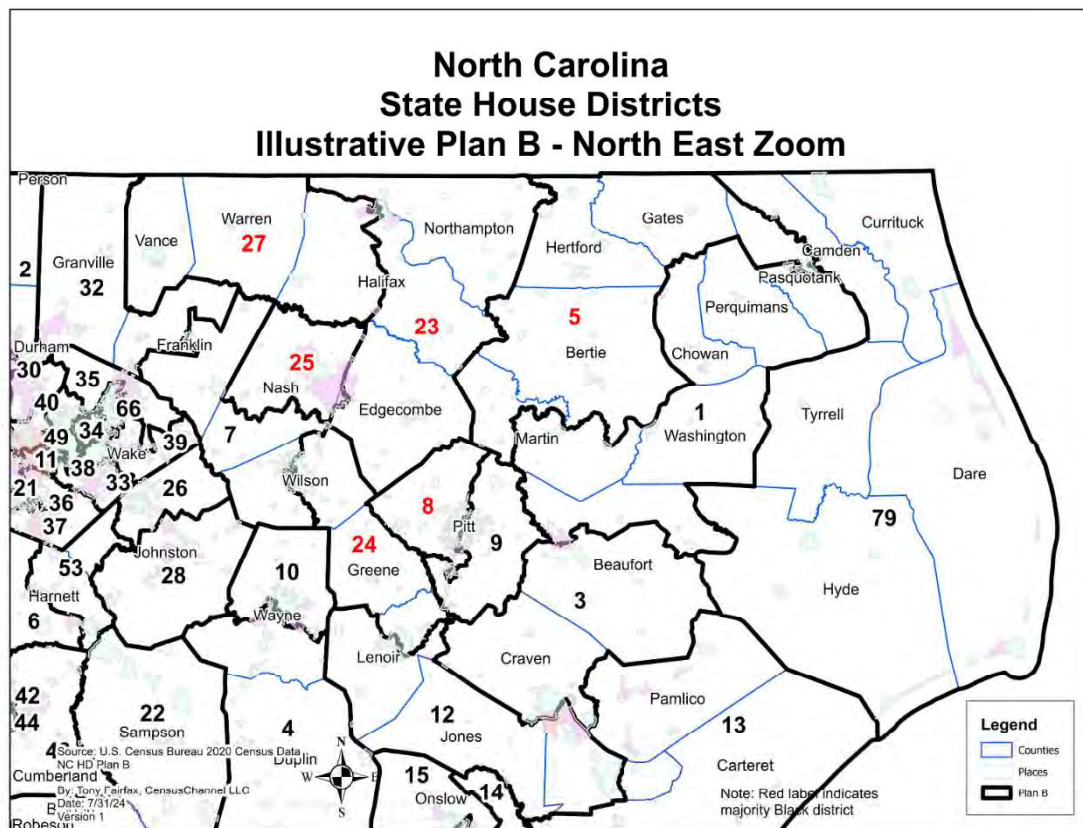 North Carolina
State House Districts
Illustrative Plan B - North East Zoom
Person
Warren
Northampton
Gates
Currituck
Vance
27
Hertford
Camden
2
Granville
Halifax
Pasquotank
32
Perquimans
23
5
Durham
Franklin
Bertie
Chowan
30
35
25
Nash
Edgecombe
1
Tyrrell
40
66
7
Martin
Washington
49
34
39
Wake
Dare
11
38
Wilson
21
33
26
8
79
36
Pitt
37
24
9
Johnston
10
Greene
Beaufort
53
28
3
Hyde
Harnett
Wayne
6
Lenoir
Craven
Pamlico
42
22
12
13
44
Sampson
4
Jones
Source: U.S. Census Bureau 2020 Census Data
NC HD Plan B
Duplin
N
W
E
S
Carteret
Cumberland
15
By: Tony Fairfax, CensusChannel LLC
Onslow
14
Date: 7/31/24
Version 1
Robeson
Note: Red label indicates
majority Black district
Legend
Counties
Places
Plan B